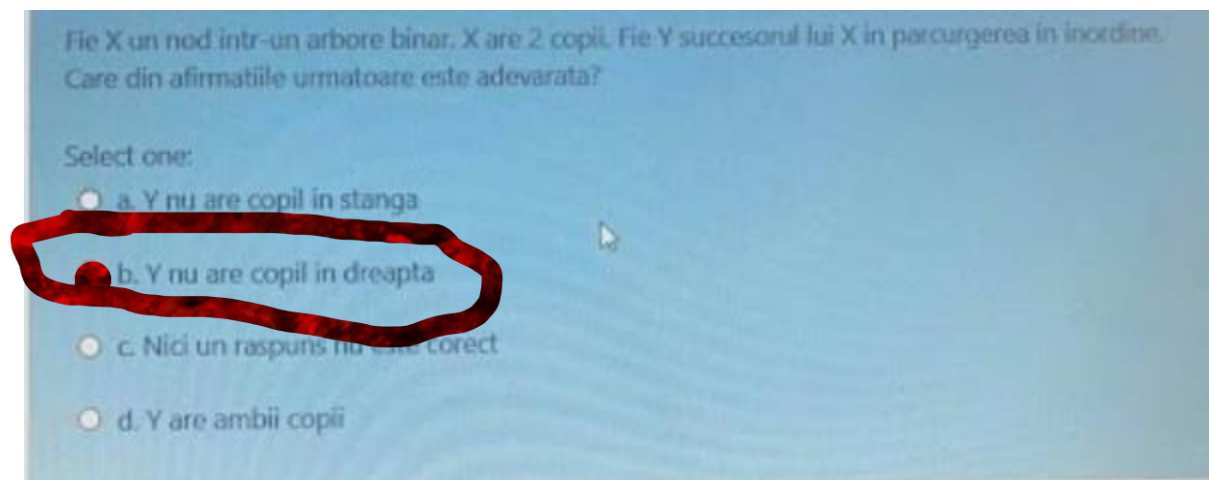 Fie X un nod intr-un arbore binar. X are 2 copii. Fie Y succesorul lui X in parcurgerea in inordine.
Care din afirmatiile urmatoare este adevarata?
Select one:
a. Y nu are copil in stanga
b. Y nu are copil in dreapta
c. Nici un raspuns nu este corect
d. Y are ambii copii